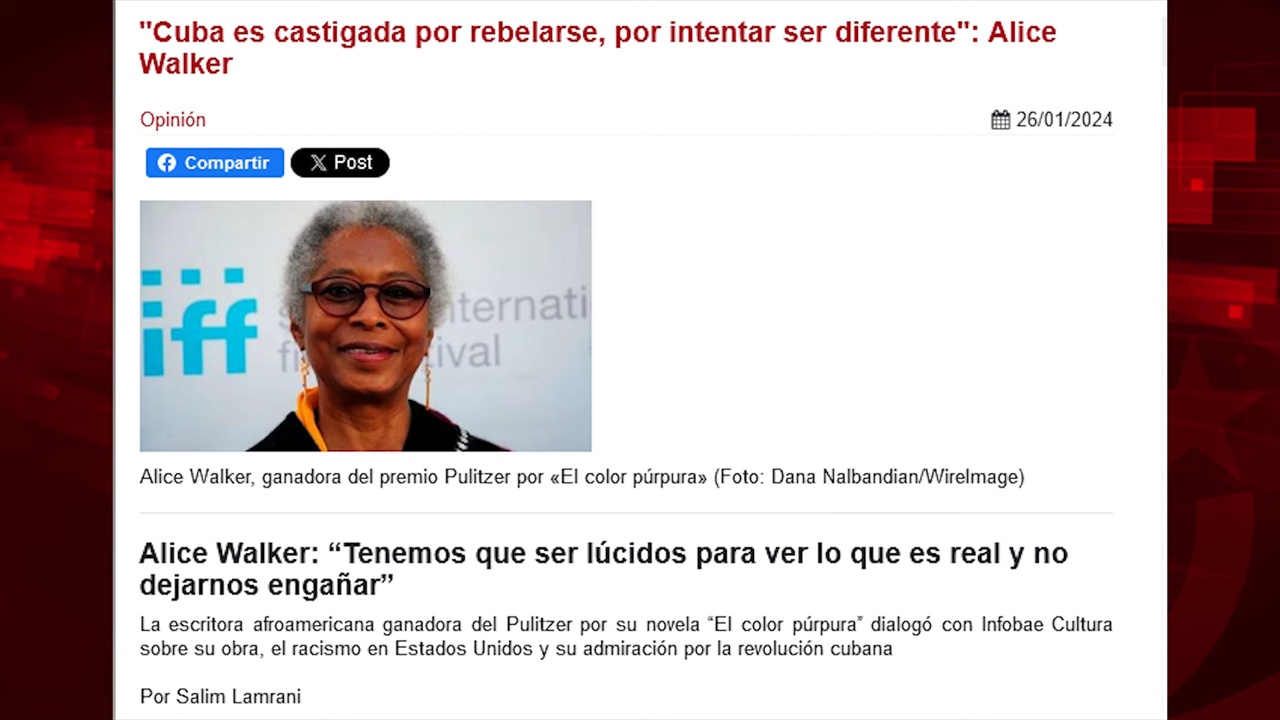 "Cuba es castigada por rebelarse, por intentar ser diferente": Alice
Walker
Opinión
26/01/2024
Compartir
Post
iff
internati
val
Alice Walker, ganadora del premio Pulitzer por «El color púrpura» (Foto: Dana Nalbandian/WireImage)
Alice Walker: “Tenemos que ser lúcidos para ver lo que es real y no
dejarnos engañar”
La escritora afroamericana ganadora del Pulitzer por su novela “El color púrpura” dialogó con Infobae Cultura
sobre su obra, el racismo en Estados Unidos y su admiración por la revolución cubana
Por Salim Lamrani